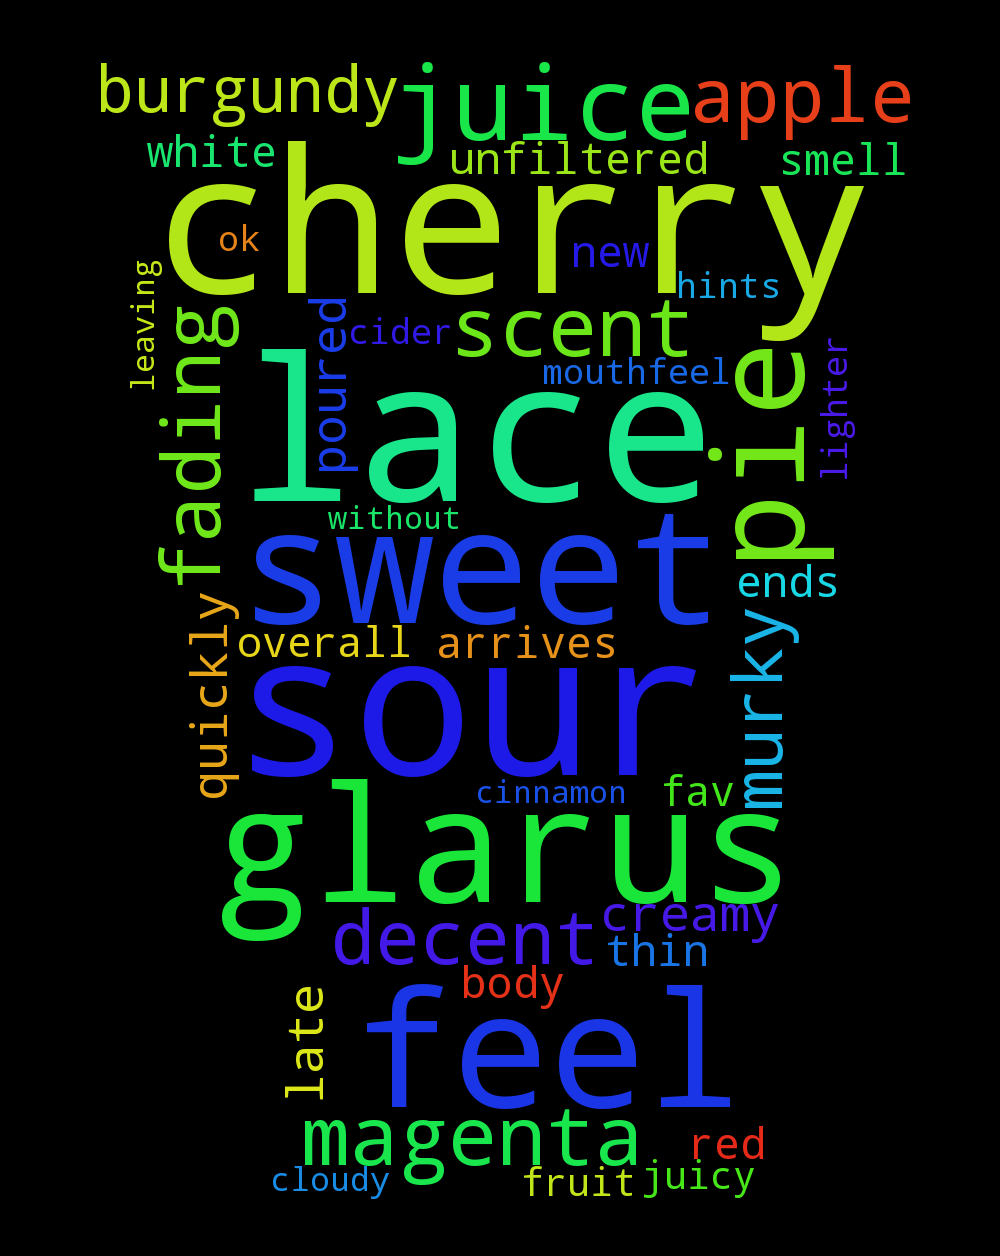 burgundy
juice
apple
white
unfiltered
smell
cherry
ok
new
hints
leaving
fading
poured
cider
scent
mouthfeel
lighter
lace
pie
without
sweet
ends
quickly
overall
arrives
murky
sour
cinnamon
fav
glarus
creamy
decent
thin
body
late
feel
magenta
red
cloudy
fruit
juicy